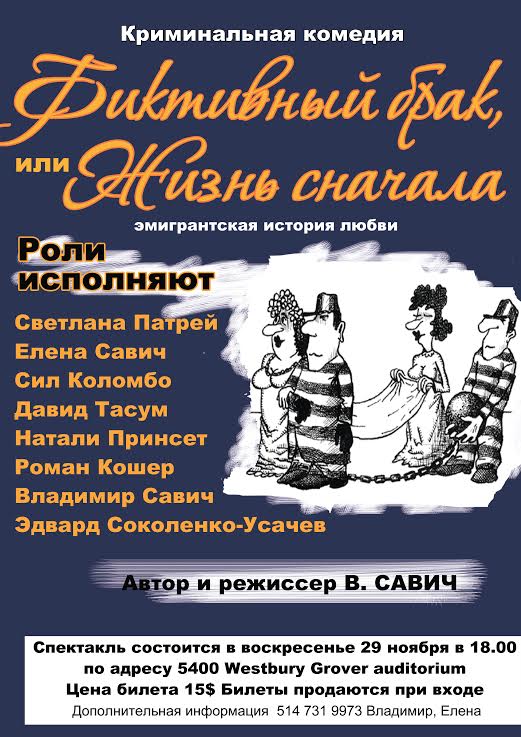 Криминальная комедия
Фиктивный брак,
или Жизнь сначала
эмигрантская история любви
Роли
исполняют
Светлана Патрей
Елена Савич
Сил Коломбо
Давид Тасум
Натали Принсет
Роман Кошер
Владимир Савич
Эдвард Соколенко-Усачев
Автор и режиссер В. САВИЧ
Спектакль состоится в воскресенье 29 ноября в 18.00
по адресу 5400 Westbury Grover auditorium
Цена билета 15$ Билеты продаются при входе
Дополнительная информация 514 731 9973 Владимир, Елена